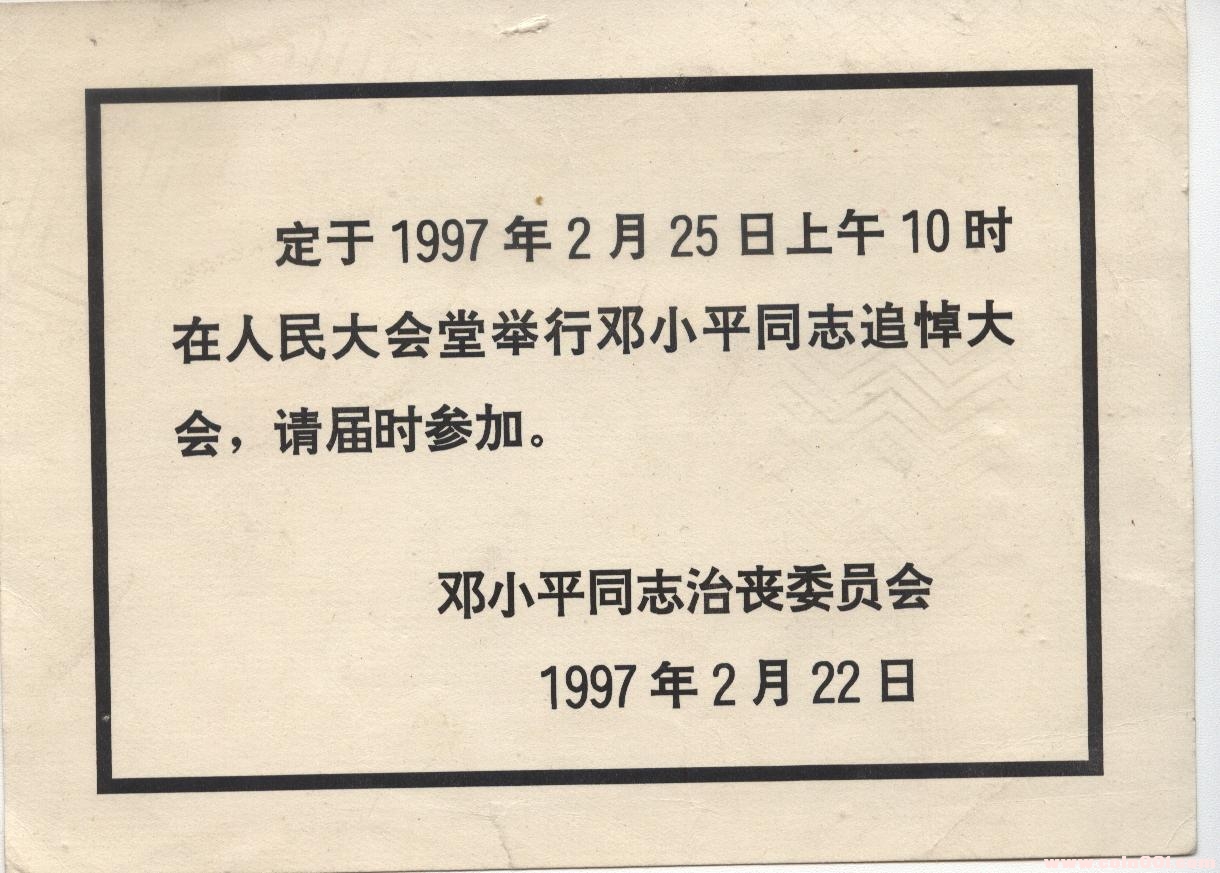 定于1997年2月25日上午10时
在人民大会堂举行邓小平同志追悼大
会，请届时参加。
邓小平同志治丧委员会
1997年2月22日